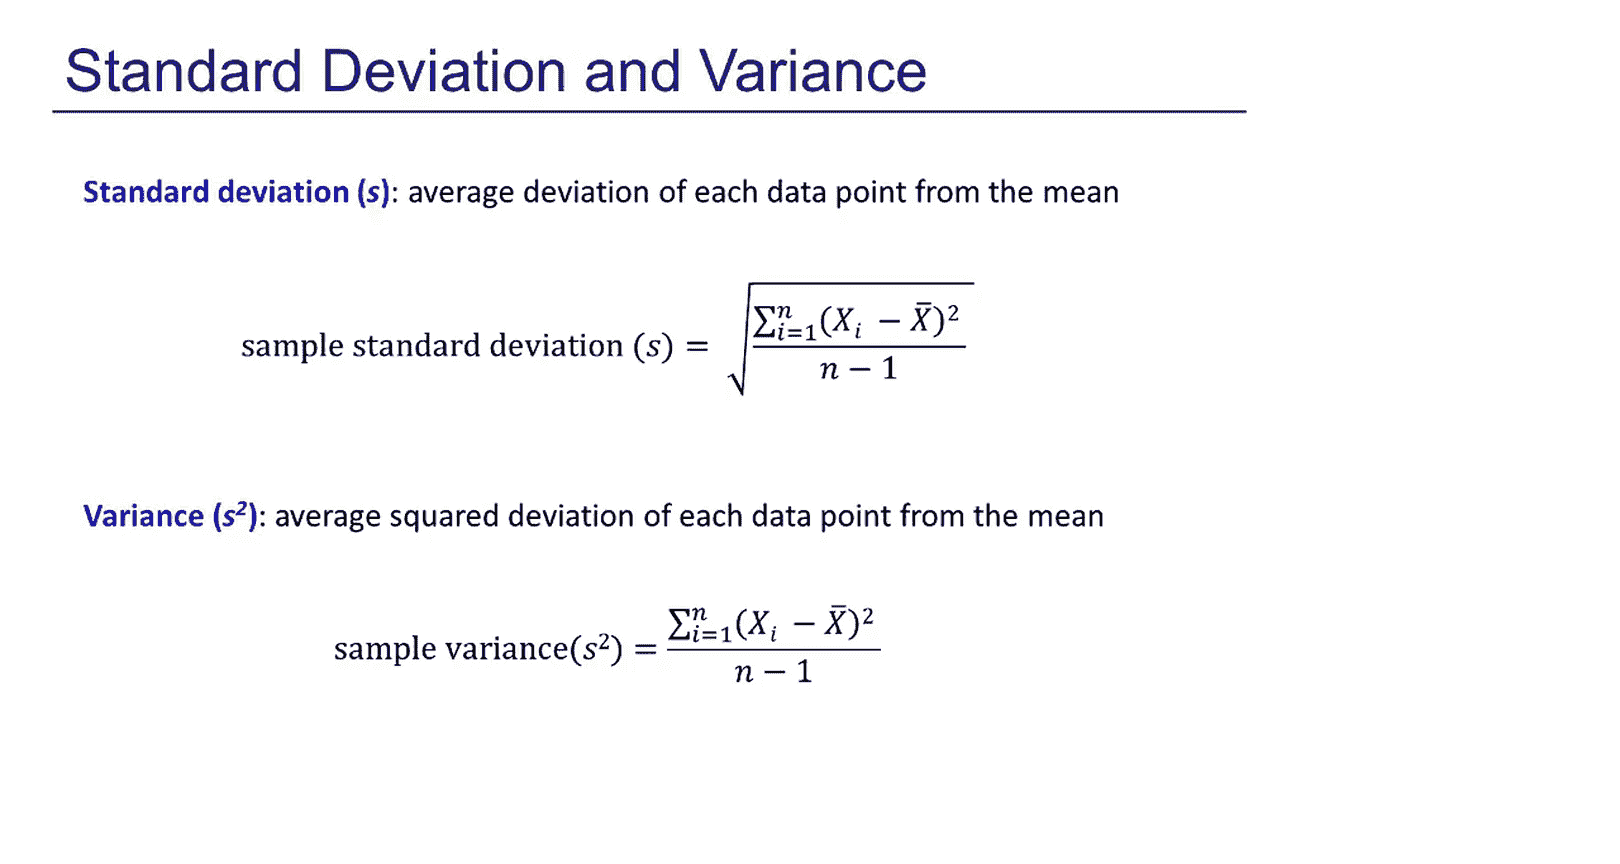 Standard Deviation and Variance
Standard deviation (s): average deviation of each data point from the mean
sample standard deviation (s) = √(∑ⁿᵢ₌₁(Xᵢ − X̄)² / n − 1)
Variance (s²): average squared deviation of each data point from the mean
sample variance(s²) = ∑ⁿᵢ₌₁(Xᵢ − X̄)² / n − 1